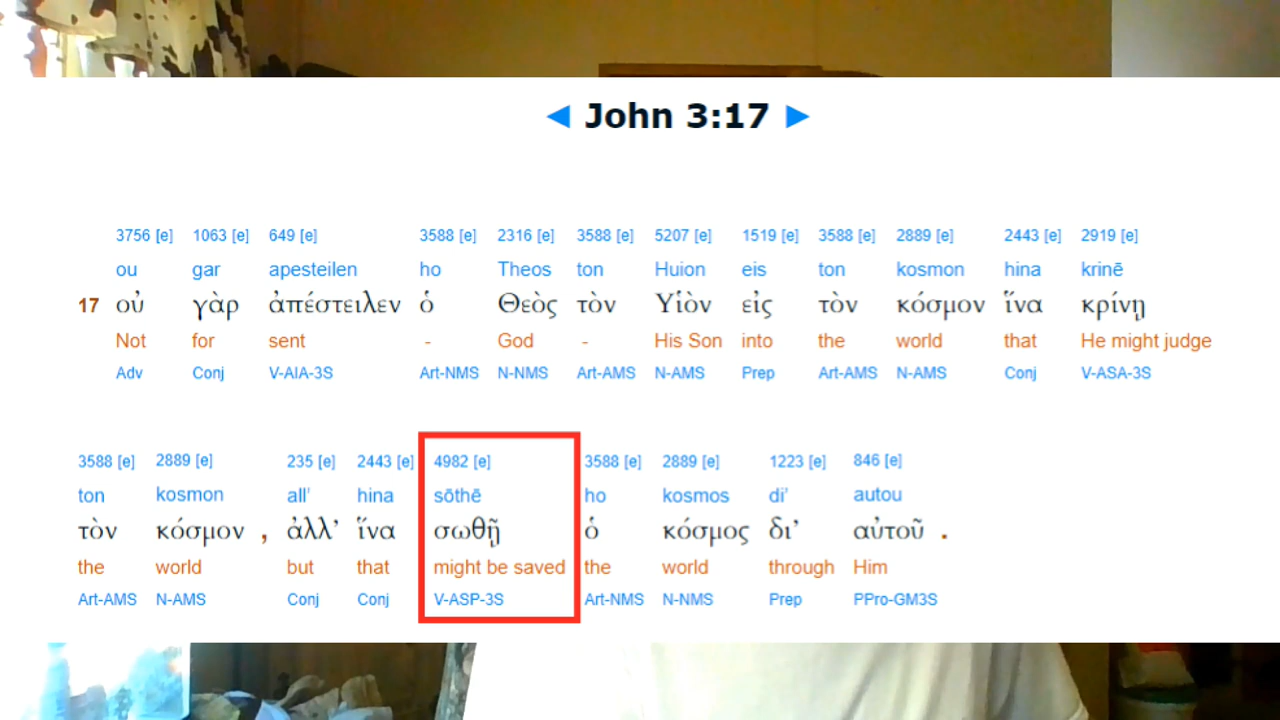 ◄ John 3:17 ►
3756 [e] 1063 [e] 649 [e] 3588 [e] 2316 [e] 3588 [e] 5207 [e] 1519 [e] 3588 [e] 2889 [e] 2443 [e] 2919 [e]
ou gar apesteilen ho Theos ton Huion eis ton kosmon hina krinē
17 οὐ γὰρ ἀπέστειλεν ὁ Θεὸς τὸν Υἱὸν εἰς τὸν κόσμον ἵνα κρίνῃ
Not for sent - God - His Son into the world that He might judge
Adv Conj V-AIA-3S Art-NMS N-NMS Art-AMS N-AMS Prep Art-AMS N-AMS Conj V-ASA-3S
3588 [e] 2889 [e] 235 [e] 2443 [e] 4982 [e] 3588 [e] 2889 [e] 1223 [e] 846 [e]
ton kosmon all’ hina sōthē ho kosmos di’ autou
τὸν κόσμον , ἀλλ’ ἵνα σωθῇ ὁ κόσμος δι’ αὐτοῦ .
the world but that might be saved the world through Him
Art-AMS N-AMS Conj Conj V-ASP-3S Art-NMS N-NMS Prep PPro-GM3S